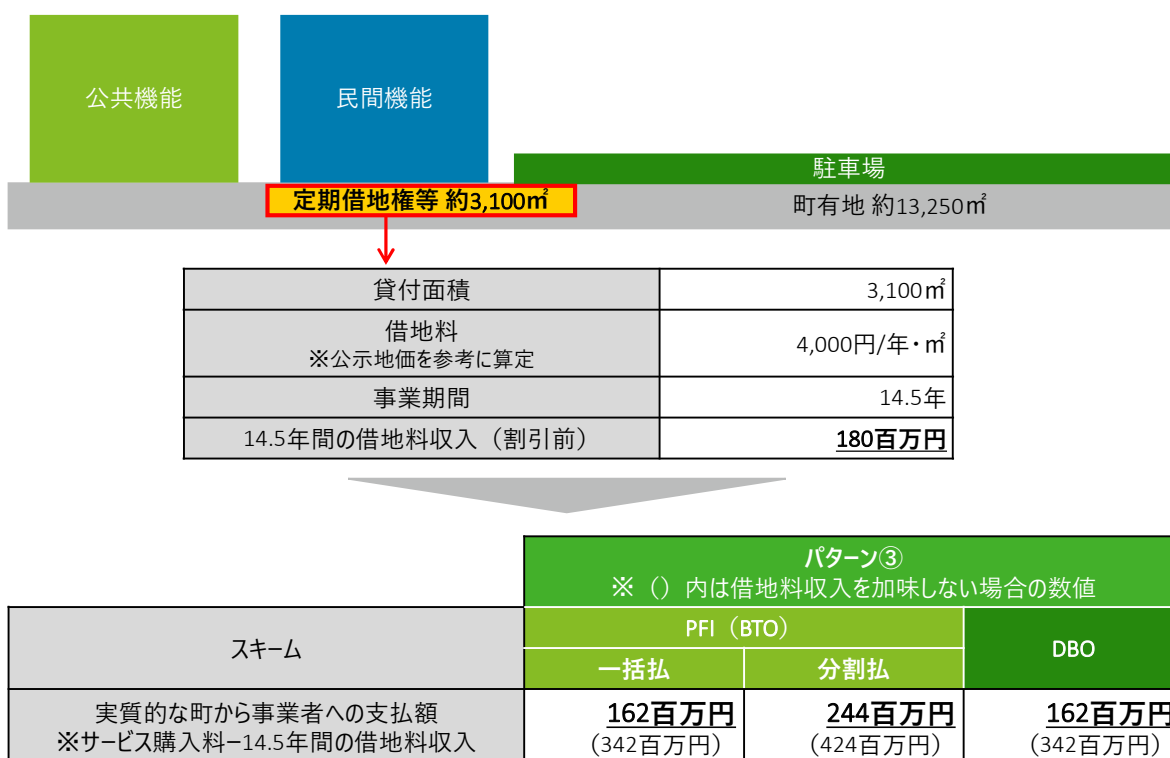 公共機能
民間機能
駐車場
定期借地権等 約3,100㎡
町有地 約13,250㎡
貸付面積
3,100㎡
借地料
※公示地価を参考に算定
4,000円/年・㎡
事業期間
14.5年
14.5年間の借地料収入（割引前）
180百万円
パターン③
※（）内は借地料収入を加味しない場合の数値
スキーム
PFI（BTO）
DBO
一括払
分割払
実質的な町から事業者への支払額
※サービス購入料−14.5年間の借地料収入
162百万円
（342百万円）
244百万円
（424百万円）
162百万円
（342百万円）